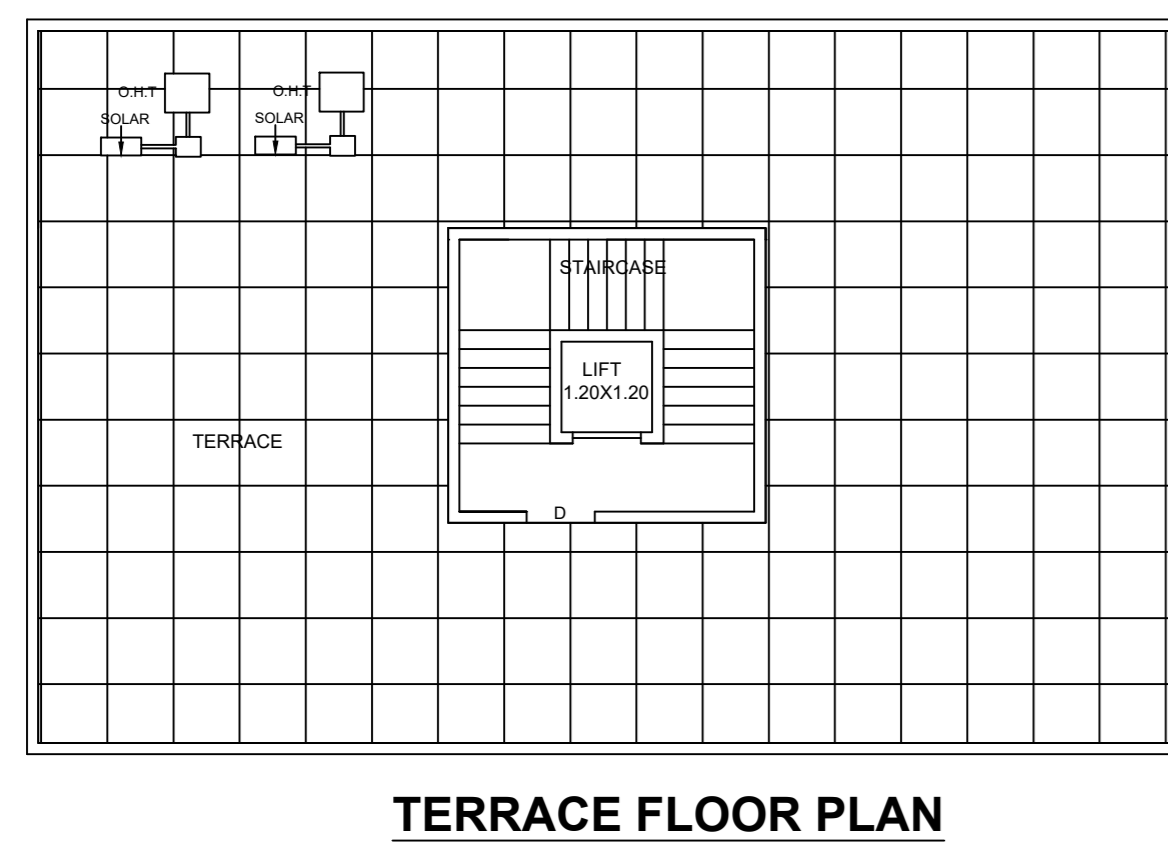 O.H.T
O.H.T
SOLAR
SOLAR
STAIRCASE
LIFT
1.20X1.20
TERRACE
D
TERRACE FLOOR PLAN